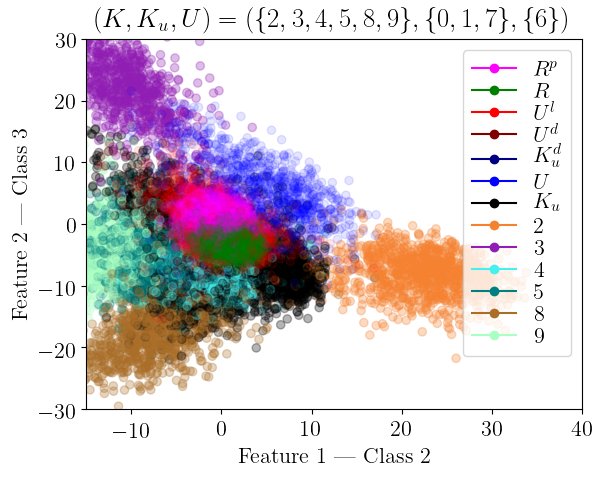 (K, K_u, U) = ({2, 3, 4, 5, 8, 9}, {0, 1, 7}, {6})
30
20
10
0
−10
−20
−30
Feature 2 — Class 3
−10
0
10
20
30
40
Feature 1 — Class 2
R^p
R
U^l
U^d
K_u^d
U
K_u
2
3
4
5
8
9